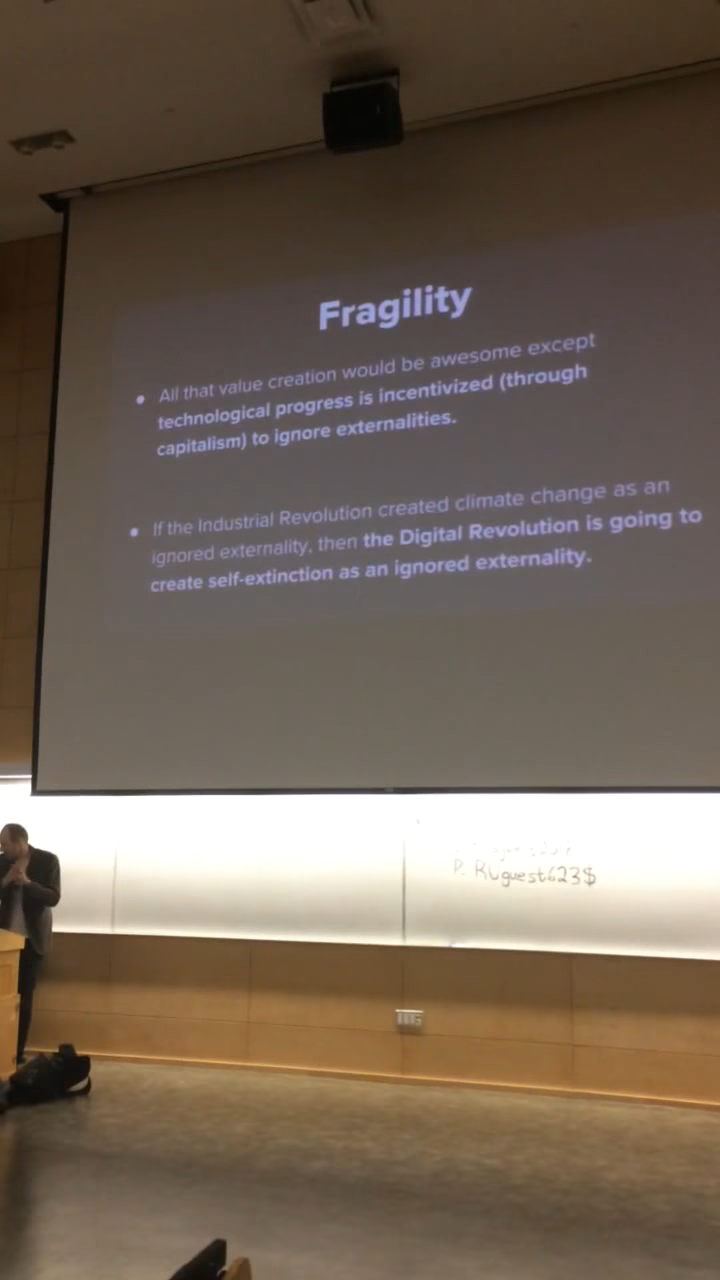 Fragility
• All that value creation would be awesome except
technological progress is incentivized (through
capitalism) to ignore externalities.
• If the Industrial Revolution created climate change as an
ignored externality, then the Digital Revolution is going to
create self-extinction as an ignored externality.
P. RUguest623$